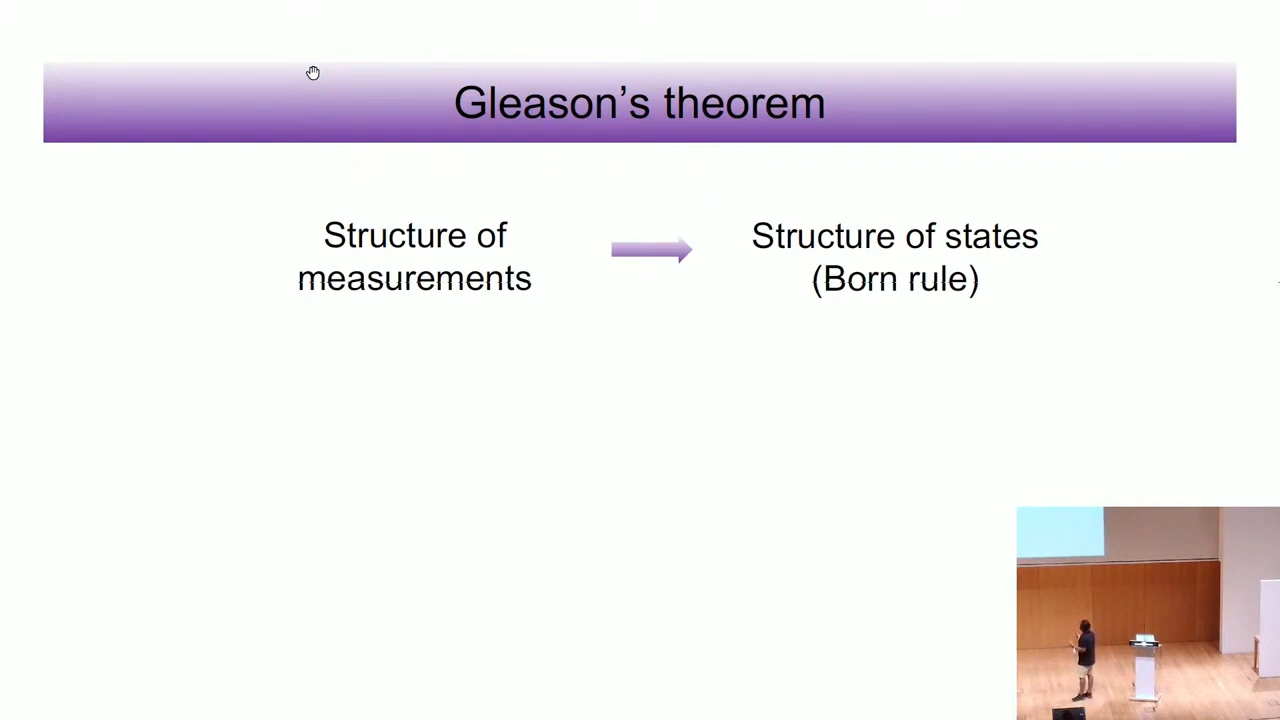 Gleason’s theorem
Structure of
measurements
Structure of states
(Born rule)